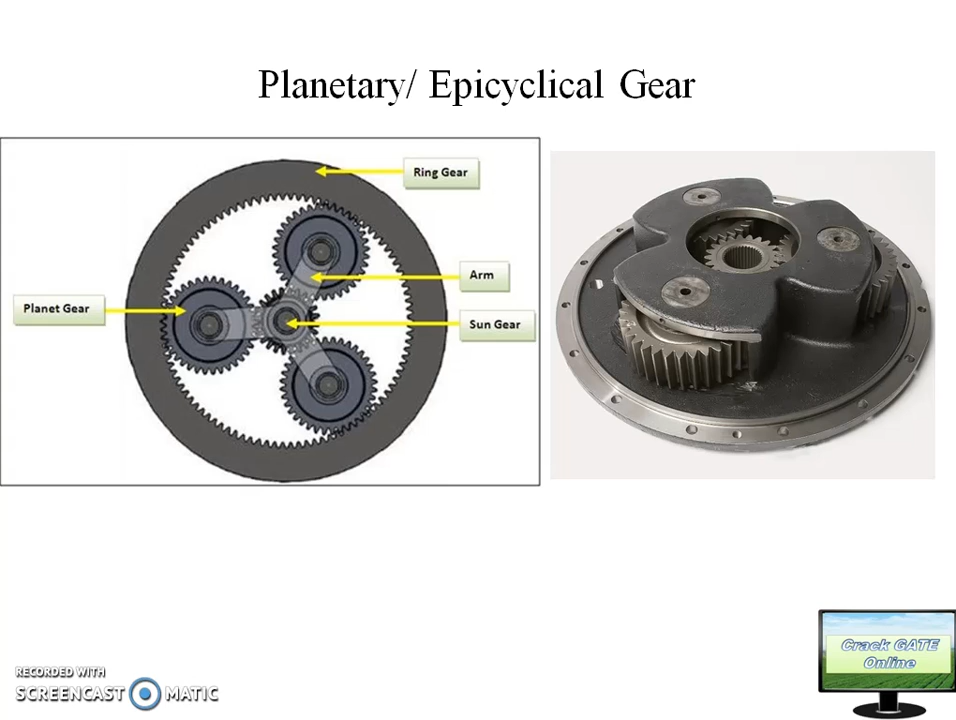 Planetary/ Epicyclical Gear
Ring Gear
Arm
Planet Gear
Sun Gear
RECORDED WITH
SCREENCAST MATIC
Crack GATE
Online